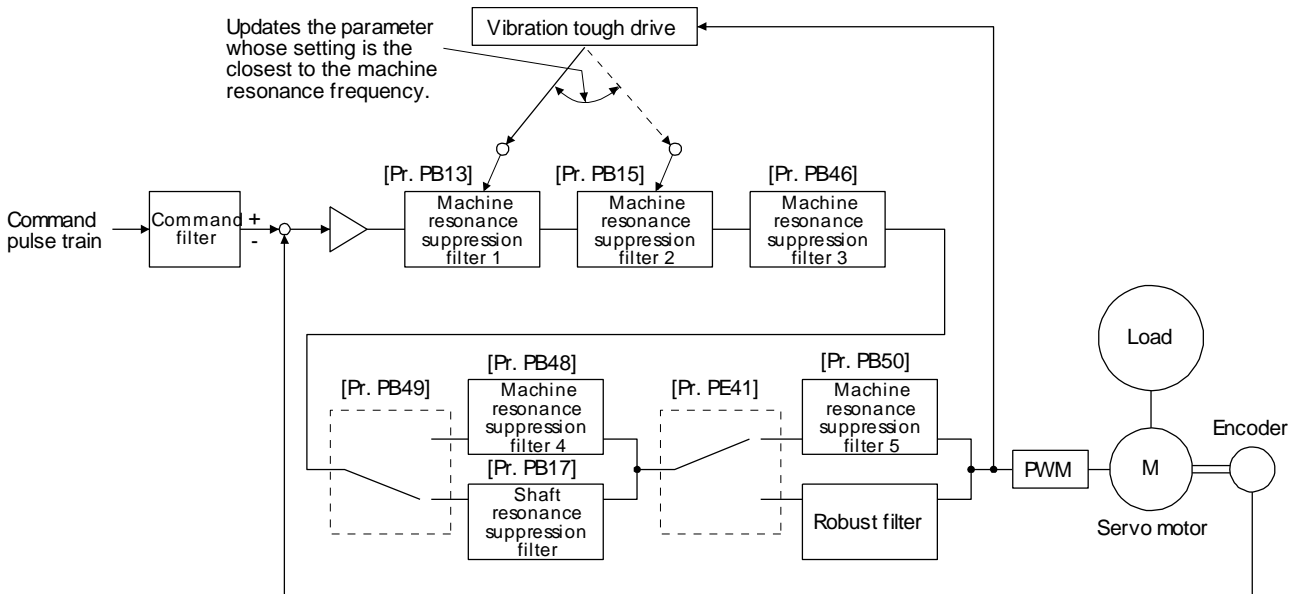 Updates the parameter
whose setting is the
closest to the machine
resonance frequency.
Vibration tough drive
[Pr. PB13]
[Pr. PB15]
[Pr. PB46]
Command
pulse train
Command
filter
+
-
Machine
resonance
suppression
filter 1
Machine
resonance
suppression
filter 2
Machine
resonance
suppression
filter 3
Load
[Pr. PB49]
[Pr. PB48]
Machine
resonance
suppression
filter 4
[Pr. PB17]
Shaft
resonance
suppression
filter
[Pr. PE41]
[Pr. PB50]
Machine
resonance
suppression
filter 5
Robust filter
PWM
M
Servo motor
Encoder